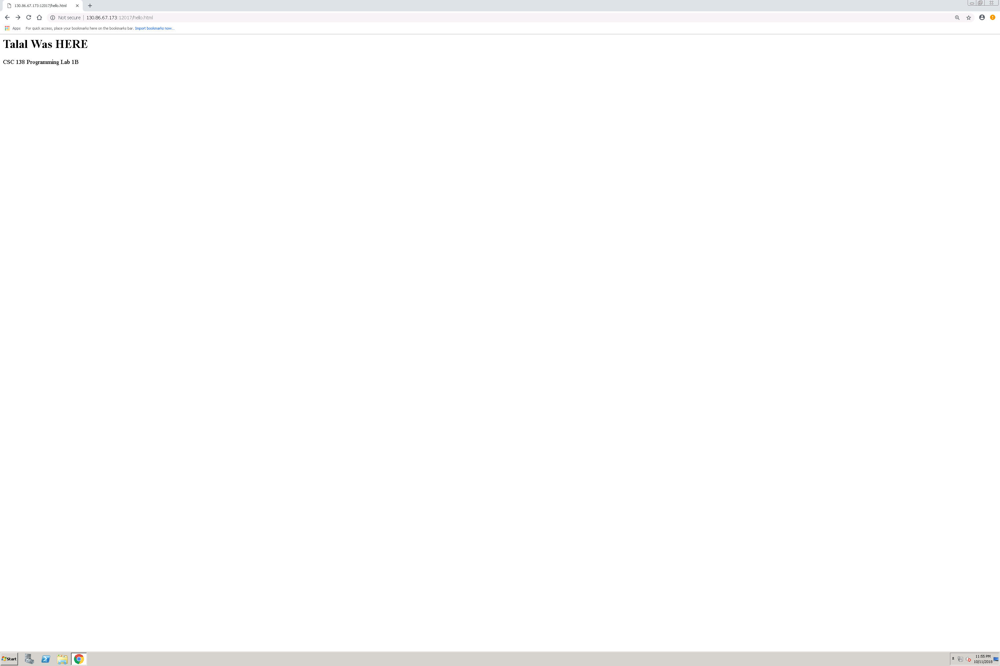 130.86.67.173:12017/hello.html
Not secure 130.86.67.173:12017/hello.html
Apps For quick access, place your bookmarks here on the bookmarks bar. Import bookmarks now...
Talal Was HERE
CSC 138 Programming Lab 1B
Start
11:55 PM
10/11/2018